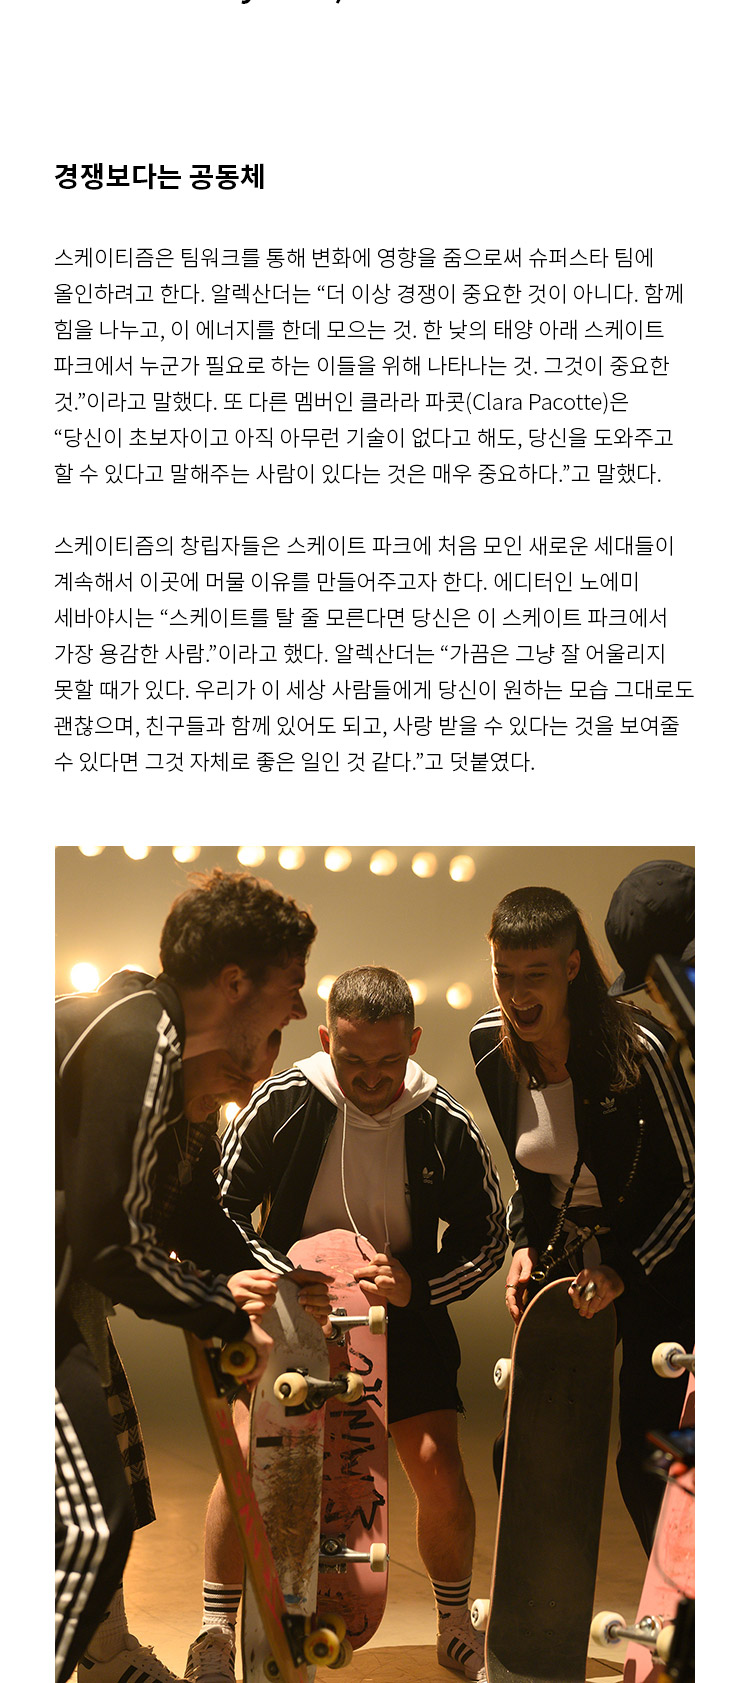 경쟁보다는 공동체
스케이티즘은 팀워크를 통해 변화에 영향을 줌으로써 슈퍼스타 팀에
올인하려고 한다. 알렉산더는 “더 이상 경쟁이 중요한 것이 아니다. 함께
힘을 나누고, 이 에너지를 한데 모으는 것. 한 낮의 태양 아래 스케이트
파크에서 누군가 필요로 하는 이들을 위해 나타나는 것. 그것이 중요한
것.”이라고 말했다. 또 다른 멤버인 클라라 파콧(Clara Pacotte)은
“당신이 초보자이고 아직 아무런 기술이 없다고 해도, 당신을 도와주고
할 수 있다고 말해주는 사람이 있다는 것은 매우 중요하다.”고 말했다.
스케이티즘의 창립자들은 스케이트 파크에 처음 모인 새로운 세대들이
계속해서 이곳에 머물 이유를 만들어주고자 한다. 에디터인 노에미
세바야시는 “스케이트를 탈 줄 모른다면 당신은 이 스케이트 파크에서
가장 용감한 사람.”이라고 했다. 알렉산더는 “가끔은 그냥 잘 어울리지
못할 때가 있다. 우리가 이 세상 사람들에게 당신이 원하는 모습 그대로도
괜찮으며, 친구들과 함께 있어도 되고, 사랑 받을 수 있다는 것을 보여줄
수 있다면 그것 자체로 좋은 일인 것 같다.”고 덧붙였다.